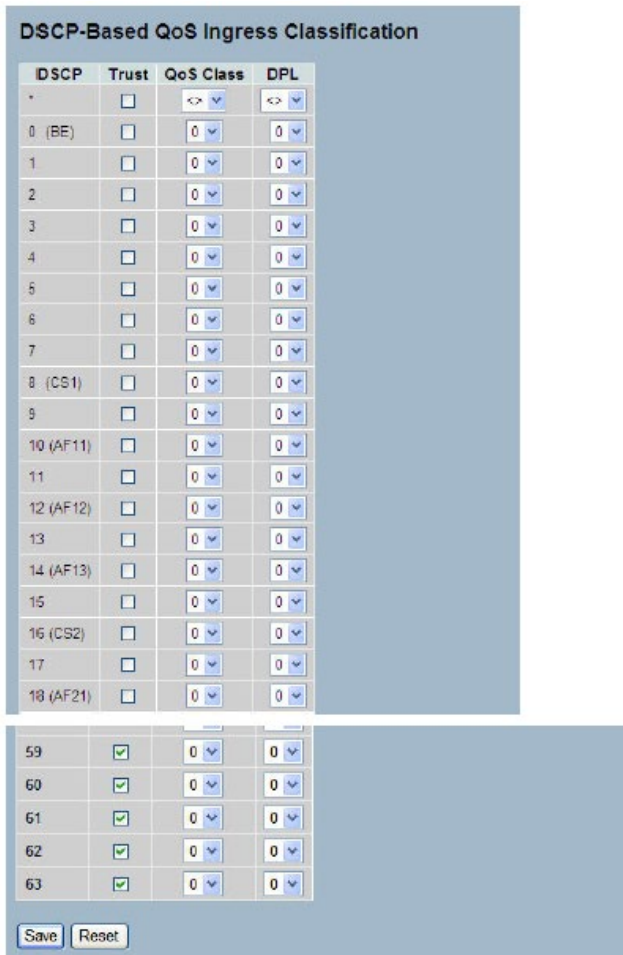 DSCP-Based QoS Ingress Classification
DSCP Trust QoS Class DPL
* <> <>
0 (BE) 0 0
1 0 0
2 0 0
3 0 0
4 0 0
5 0 0
6 0 0
7 0 0
8 (CS1) 0 0
9 0 0
10 (AF11) 0 0
11 0 0
12 (AF12) 0 0
13 0 0
14 (AF13) 0 0
15 0 0
16 (CS2) 0 0
17 0 0
18 (AF21) 0 0
59 0 0
60 0 0
61 0 0
62 0 0
63 0 0
Save Reset